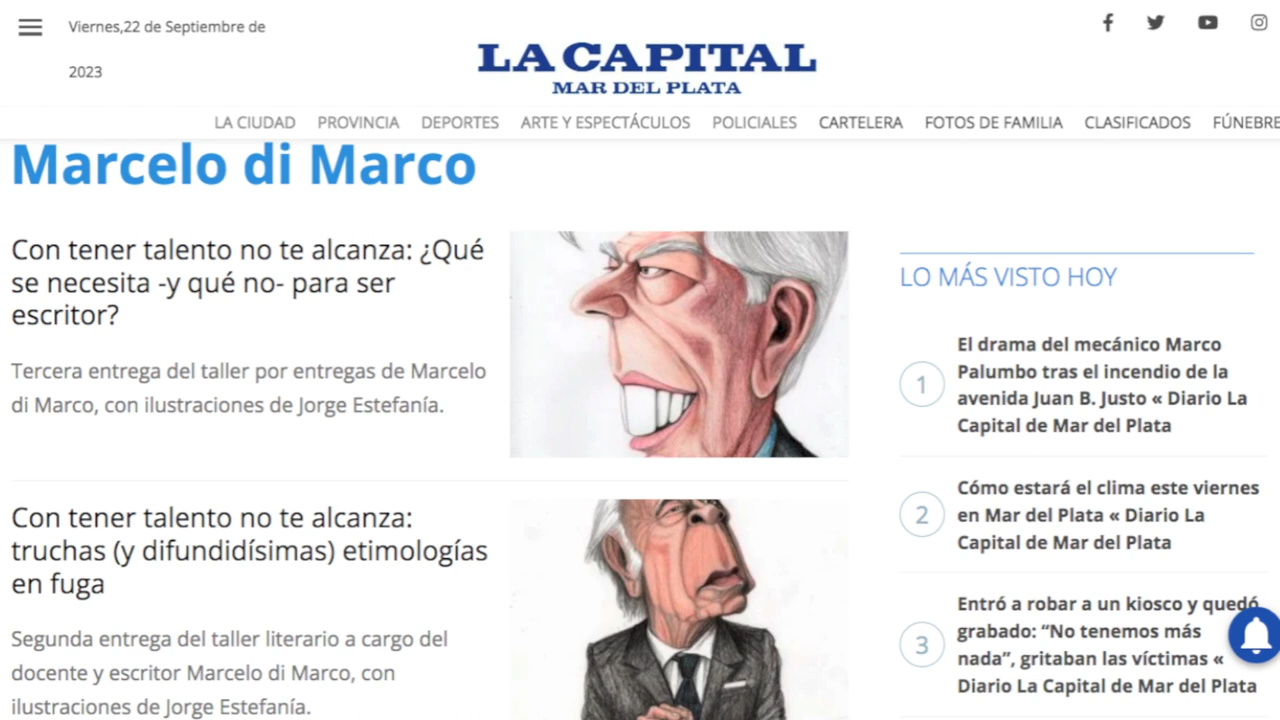 Viernes,22 de Septiembre de
2023
LA CAPITAL
MAR DEL PLATA
LA CIUDAD PROVINCIA DEPORTES ARTE Y ESPECTÁCULOS POLICIALES CARTELERA FOTOS DE FAMILIA CLASIFICADOS FÚNEBRE
Marcelo di Marco
Con tener talento no te alcanza: ¿Qué
se necesita -y qué no- para ser
escritor?
Tercera entrega del taller por entregas de Marcelo
di Marco, con ilustraciones de Jorge Estefanía.
Con tener talento no te alcanza:
truchas (y difundidísimas) etimologías
en fuga
Segunda entrega del taller literario a cargo del
docente y escritor Marcelo di Marco, con
ilustraciones de Jorge Estefanía.
LO MÁS VISTO HOY
1
El drama del mecánico Marco
Palumbo tras el incendio de la
avenida Juan B. Justo « Diario La
Capital de Mar del Plata
2
Cómo estará el clima este viernes
en Mar del Plata « Diario La
Capital de Mar del Plata
3
Entró a robar a un kiosco y quedó
grabado: “No tenemos más
nada”, gritaban las víctimas «
Diario La Capital de Mar del Plata